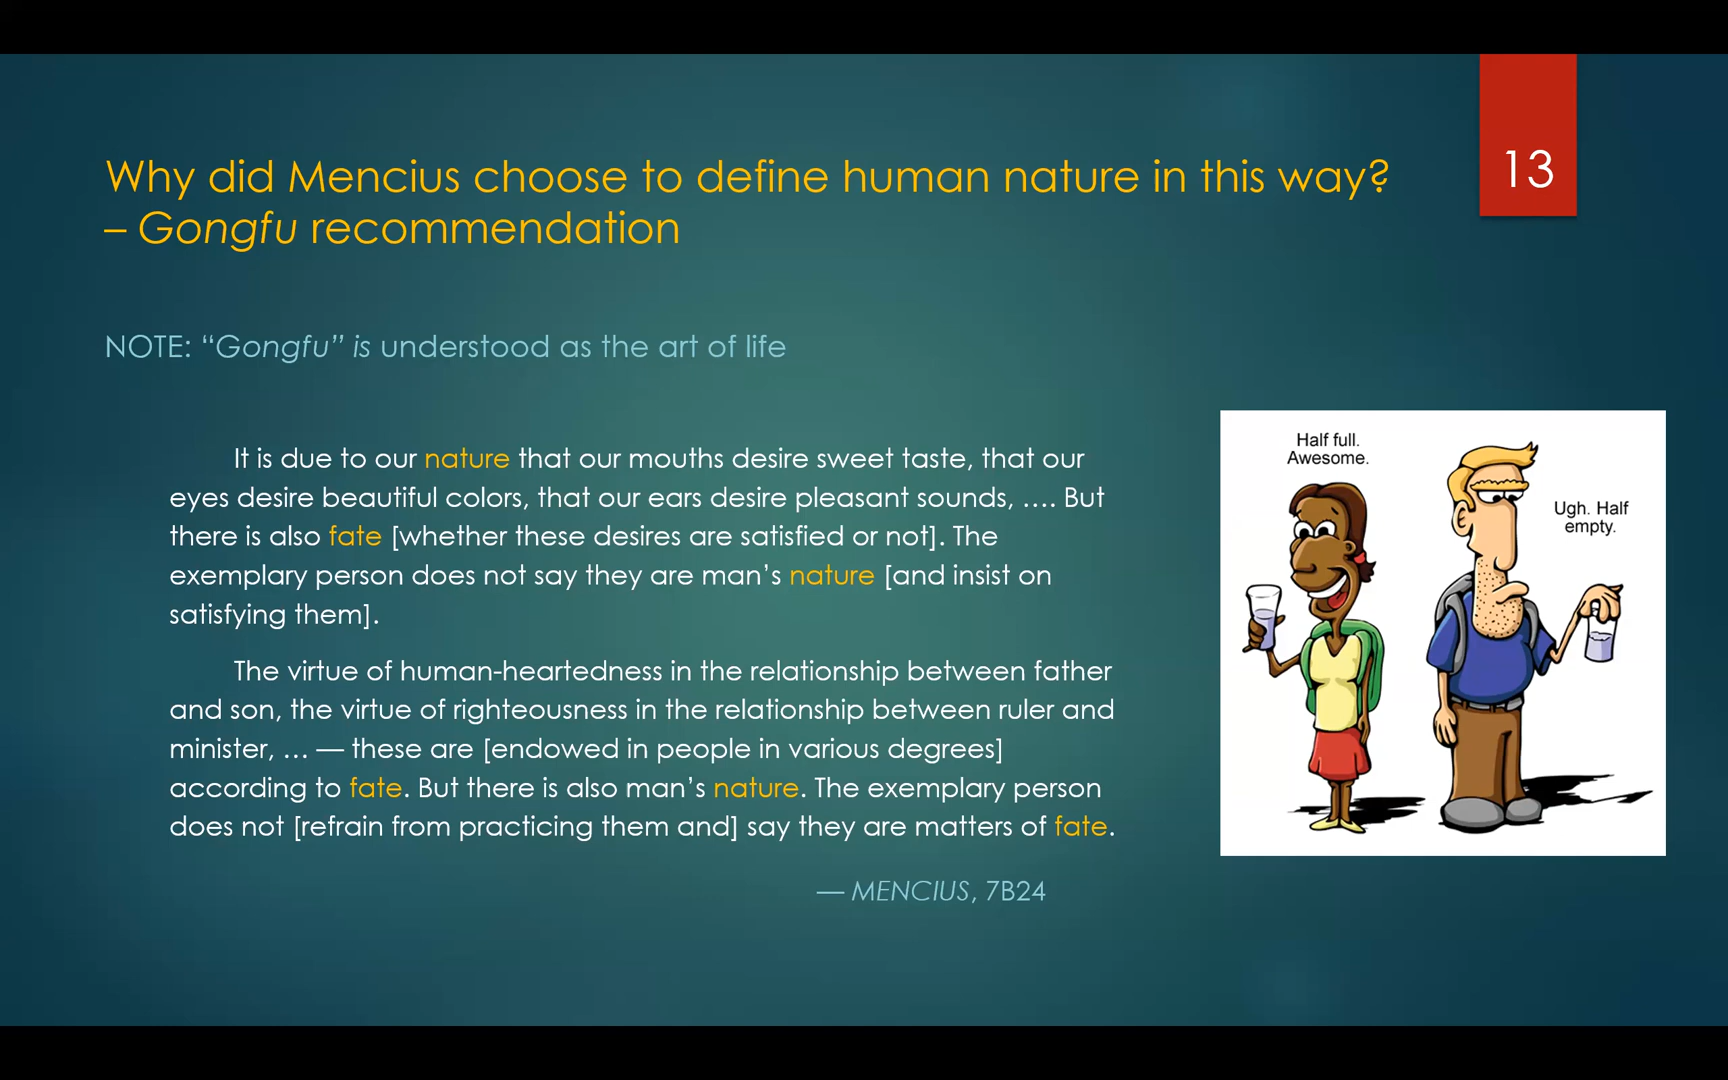 13
Why did Mencius choose to define human nature in this way?
– Gongfu recommendation
NOTE: “Gongfu” is understood as the art of life
It is due to our nature that our mouths desire sweet taste, that our
eyes desire beautiful colors, that our ears desire pleasant sounds, …. But
there is also fate [whether these desires are satisfied or not]. The
exemplary person does not say they are man’s nature [and insist on
satisfying them].
The virtue of human-heartedness in the relationship between father
and son, the virtue of righteousness in the relationship between ruler and
minister, … — these are [endowed in people in various degrees]
according to fate. But there is also man’s nature. The exemplary person
does not [refrain from practicing them and] say they are matters of fate.
— MENCIUS, 7B24
Half full.
Awesome.
Ugh. Half
empty.